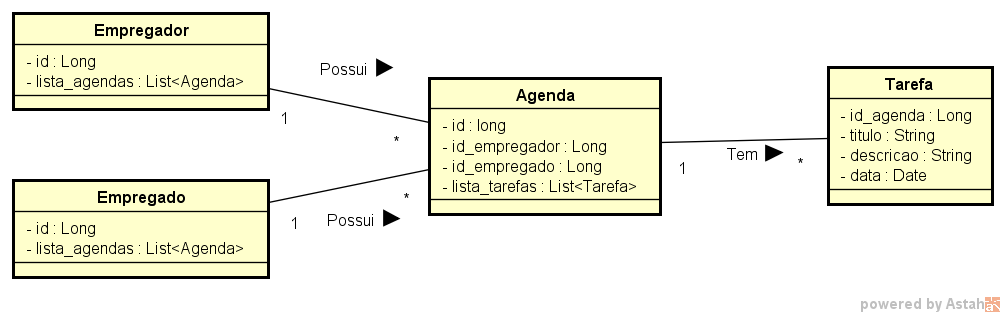 Empregador
- id : Long
- lista_agendas : List<Agenda>
Possui
1
*
Empregado
- id : Long
- lista_agendas : List<Agenda>
1
*
Possui
Agenda
- id : long
- id_empregador : Long
- id_empregado : Long
- lista_tarefas : List<Tarefa>
1
Tem
*
Tarefa
- id_agenda : Long
- titulo : String
- descricao : String
- data : Date
powered by Astah